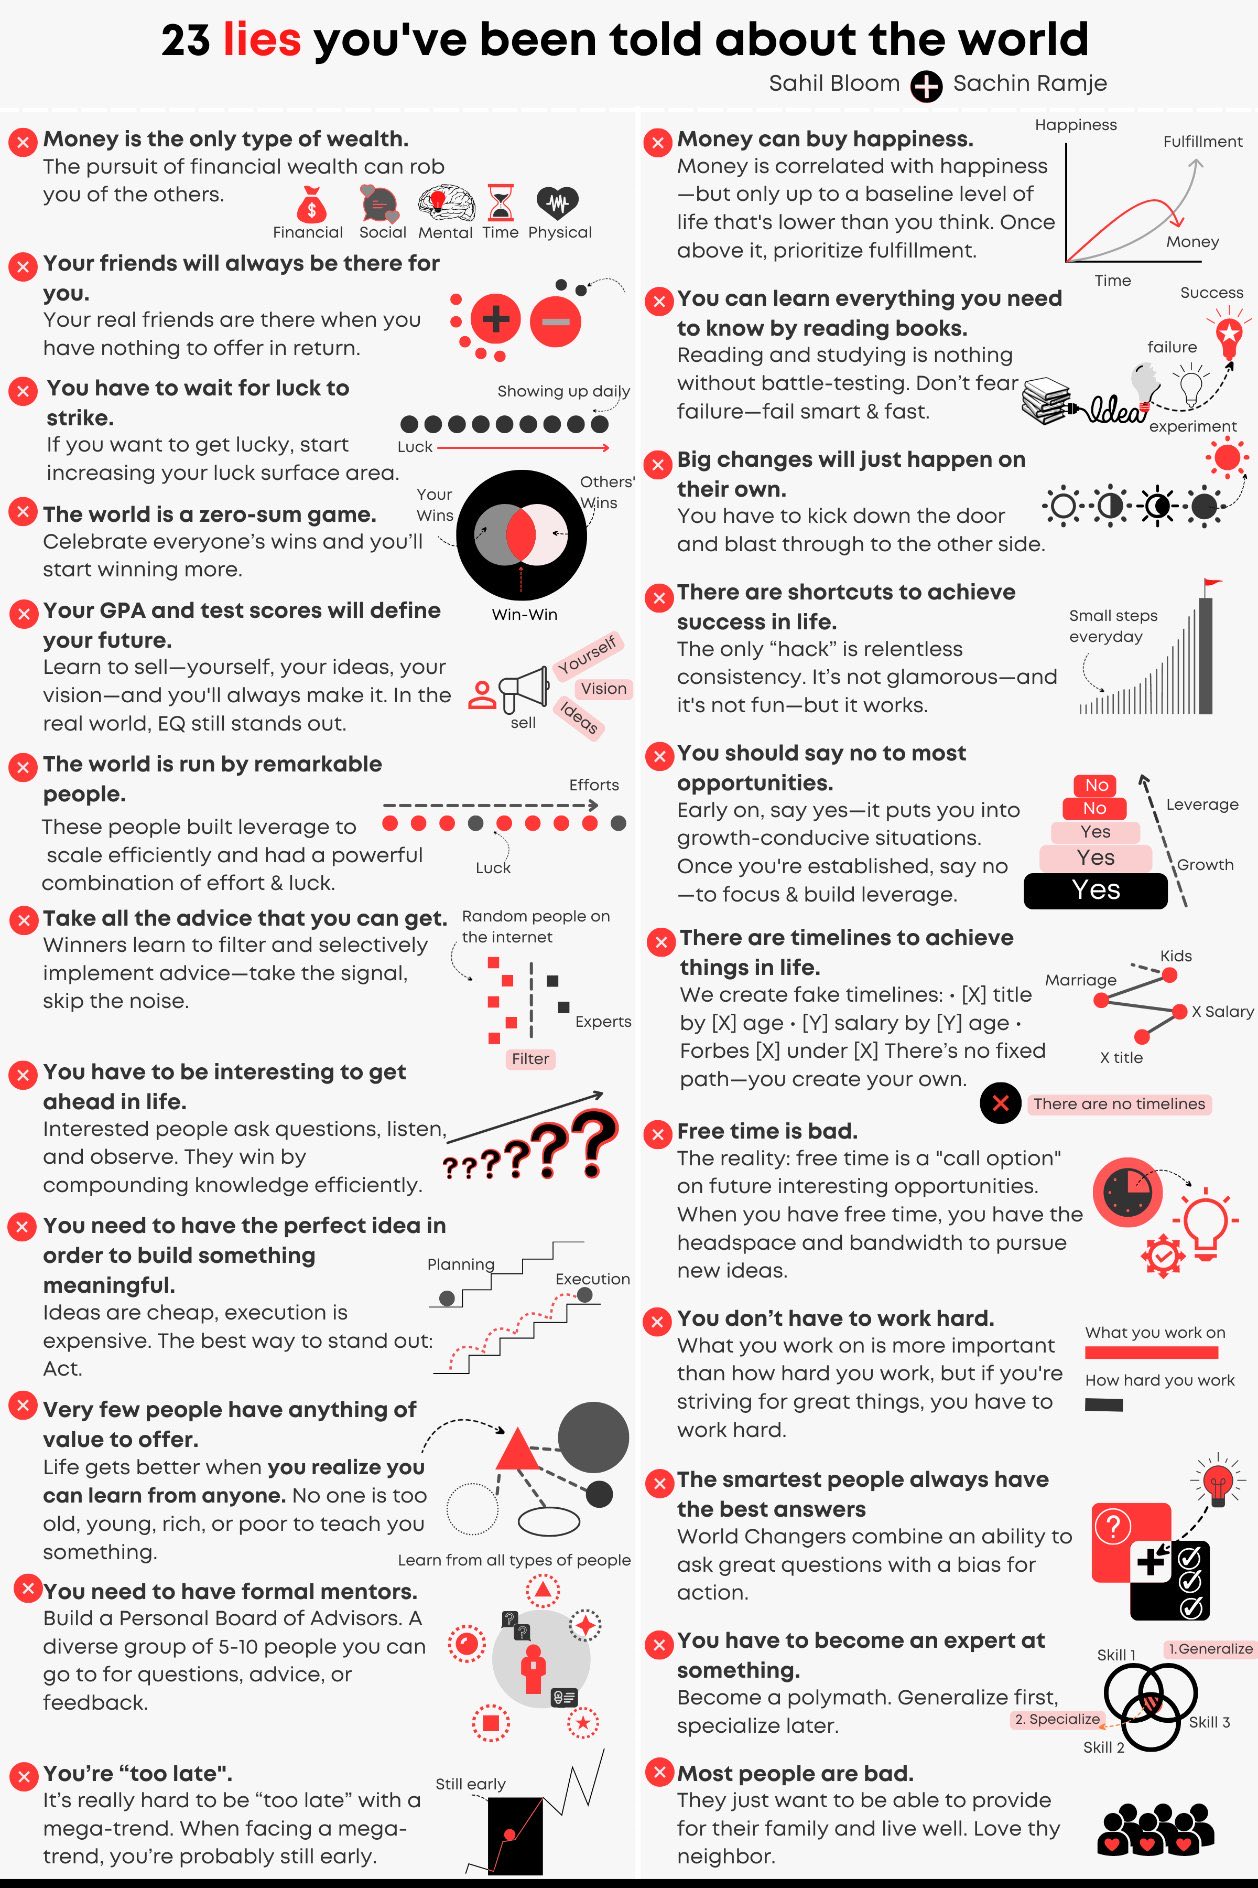 23 lies you've been told about the world
Sahil Bloom + Sachin Ramje
Money is the only type of wealth.
The pursuit of financial wealth can rob
you of the others.
$
Financial Social Mental Time Physical
Your friends will always be there for
you.
Your real friends are there when you
have nothing to offer in return.
You have to wait for luck to
strike.
If you want to get lucky, start
increasing your luck surface area.
Showing up daily
Luck
The world is a zero-sum game.
Celebrate everyone's wins and you'll
start winning more.
Your
Wins
Others'
Wins
Win-Win
Your GPA and test scores will define
your future.
Learn to sell—yourself, your ideas, your
vision—and you'll always make it. In the
real world, EQ still stands out.
sell
Yourself
Vision
Ideas
The world is run by remarkable
people.
These people built leverage to
scale efficiently and had a powerful
combination of effort & luck.
Efforts
Luck
Take all the advice that you can get.
Winners learn to filter and selectively
implement advice—take the signal,
skip the noise.
Random people on
the internet
Experts
Filter
You have to be interesting to get
ahead in life.
Interested people ask questions, listen,
and observe. They win by
compounding knowledge efficiently.
??????? 
You need to have the perfect idea in
order to build something
meaningful.
Ideas are cheap, execution is
expensive. The best way to stand out:
Act.
Planning
Execution
Very few people have anything of
value to offer.
Life gets better when you realize you
can learn from anyone. No one is too
old, young, rich, or poor to teach you
something.
Learn from all types of people
You need to have formal mentors.
Build a Personal Board of Advisors. A
diverse group of 5-10 people you can
go to for questions, advice, or
feedback.
You're “too late".
It's really hard to be “too late” with a
mega-trend. When facing a mega-
trend, you're probably still early.
Still early
Money can buy happiness.
Money is correlated with happiness
—but only up to a baseline level of
life that's lower than you think. Once
above it, prioritize fulfillment.
Happiness
Fulfillment
Money
Time
You can learn everything you need
to know by reading books.
Reading and studying is nothing
without battle-testing. Don't fear
failure—fail smart & fast.
Success
failure
Idea
experiment
Big changes will just happen on
their own.
You have to kick down the door
and blast through to the other side.
There are shortcuts to achieve
success in life.
The only “hack” is relentless
consistency. It's not glamorous—and
it's not fun—but it works.
Small steps
everyday
You should say no to most
opportunities.
Early on, say yes—it puts you into
growth-conducive situations.
Once you're established, say no
—to focus & build leverage.
No
No
Yes
Yes
Yes
Leverage
Growth
There are timelines to achieve
things in life.
We create fake timelines: • [X] title
by [X] age • [Y] salary by [Y] age •
Forbes [X] under [X] There's no fixed
path—you create your own.
Kids
Marriage
X Salary
X title
There are no timelines
Free time is bad.
The reality: free time is a "call option"
on future interesting opportunities.
When you have free time, you have the
headspace and bandwidth to pursue
new ideas.
You don't have to work hard.
What you work on is more important
than how hard you work, but if you're
striving for great things, you have to
work hard.
What you work on
How hard you work
The smartest people always have
the best answers
World Changers combine an ability to
ask great questions with a bias for
action.
?
You have to become an expert at
something.
Become a polymath. Generalize first,
specialize later.
1.Generalize
Skill 1
2. Specialize
Skill 3
Skill 2
Most people are bad.
They just want to be able to provide
for their family and live well. Love thy
neighbor.